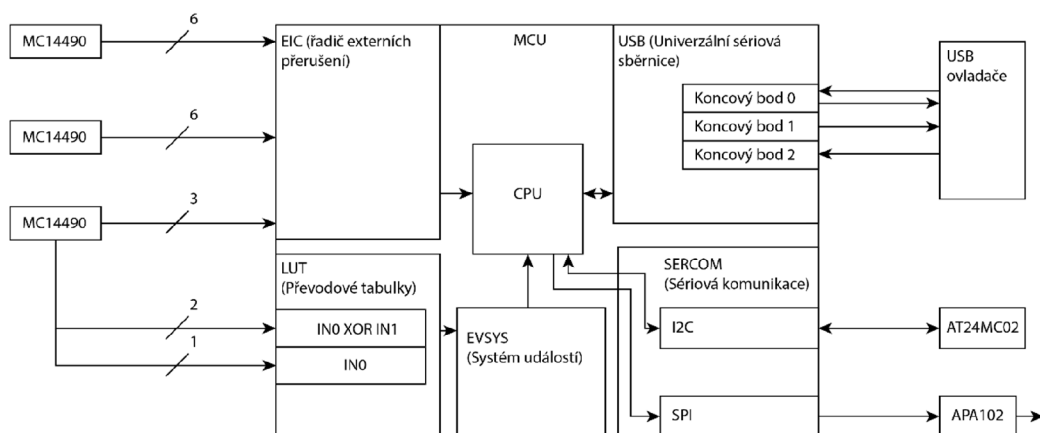 MC14490
6
EIC (řadič externích
přerušení)
MCU
USB (Univerzální sériová
sběrnice)
USB
ovladače
Koncový bod 0
Koncový bod 1
Koncový bod 2
MC14490
6
CPU
MC14490
3
LUT
(Převodové tabulky)
SERCOM
(Sériová komunikace)
2
IN0 XOR IN1
1
IN0
EVSYS
(Systém událostí)
I2C
AT24MC02
SPI
APA102